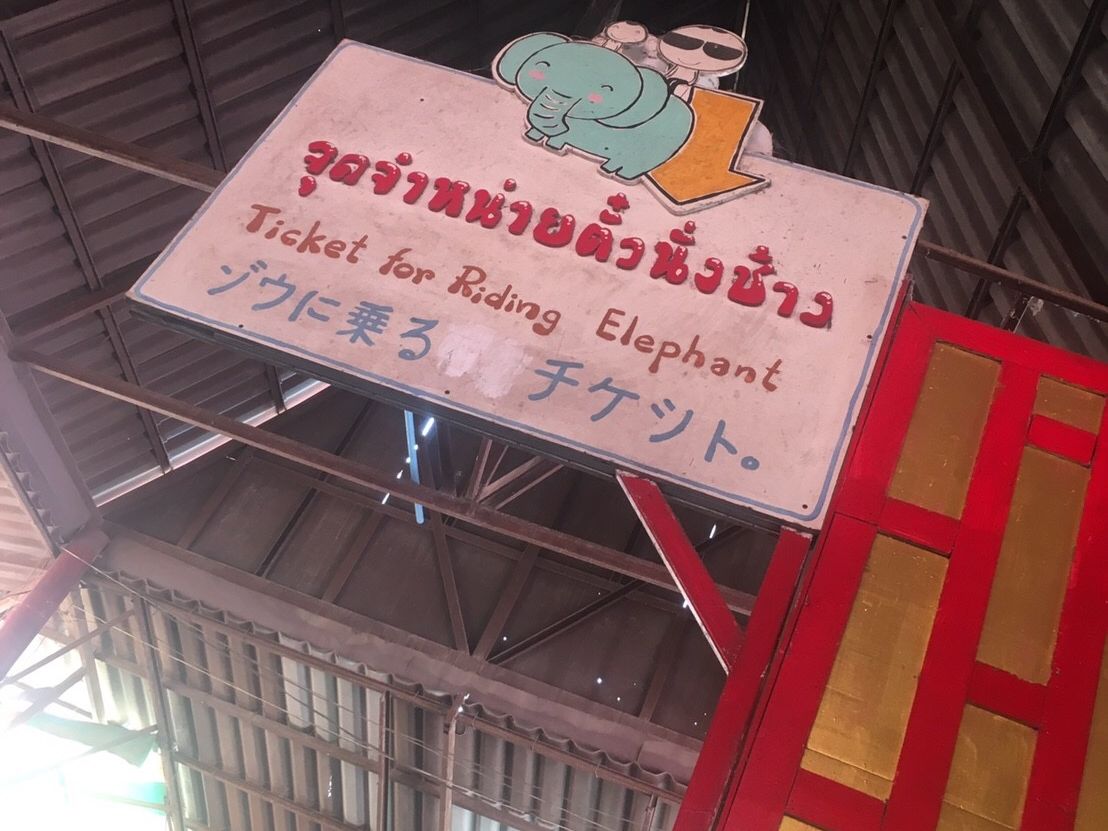 จุดจำหน่ายตั๋วนั่งช้าง
Ticket for Riding Elephant
ゾウに乗る チケット。